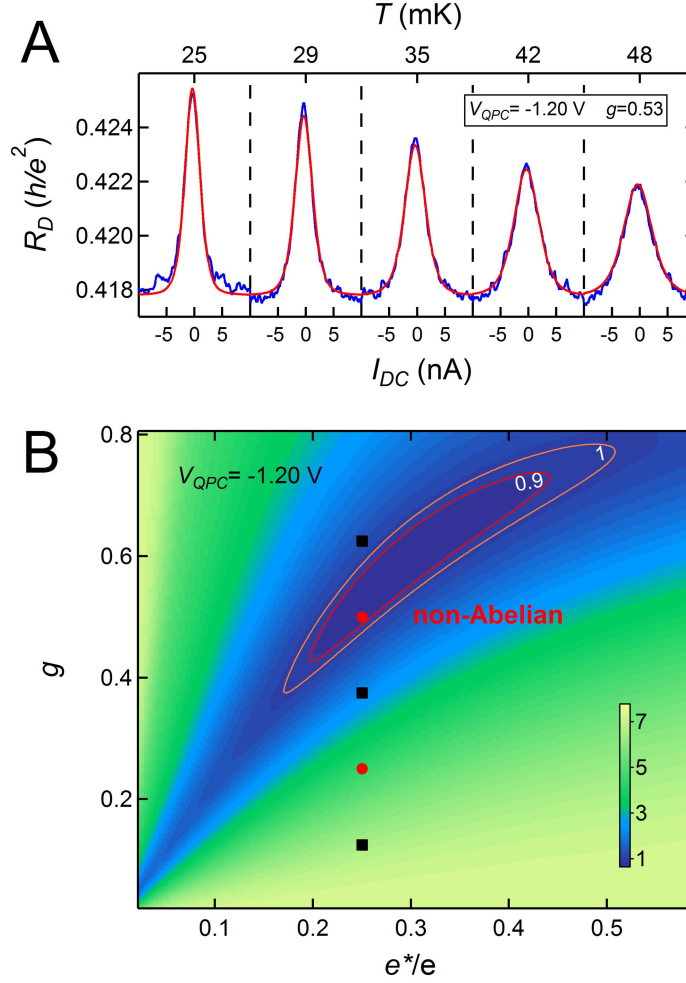 A
T (mK)
25 29 35 42 48
V_QPC= -1.20 V g=0.53
R_D (h/e²)
0.424
0.422
0.420
0.418
-5 0 5 -5 0 5 -5 0 5 -5 0 5 -5 0 5
I_DC (nA)
B
V_QPC= -1.20 V
1
0.9
non-Abelian
g
0.8
0.6
0.4
0.2
7
5
3
1
0.1 0.2 0.3 0.4 0.5
e*/e